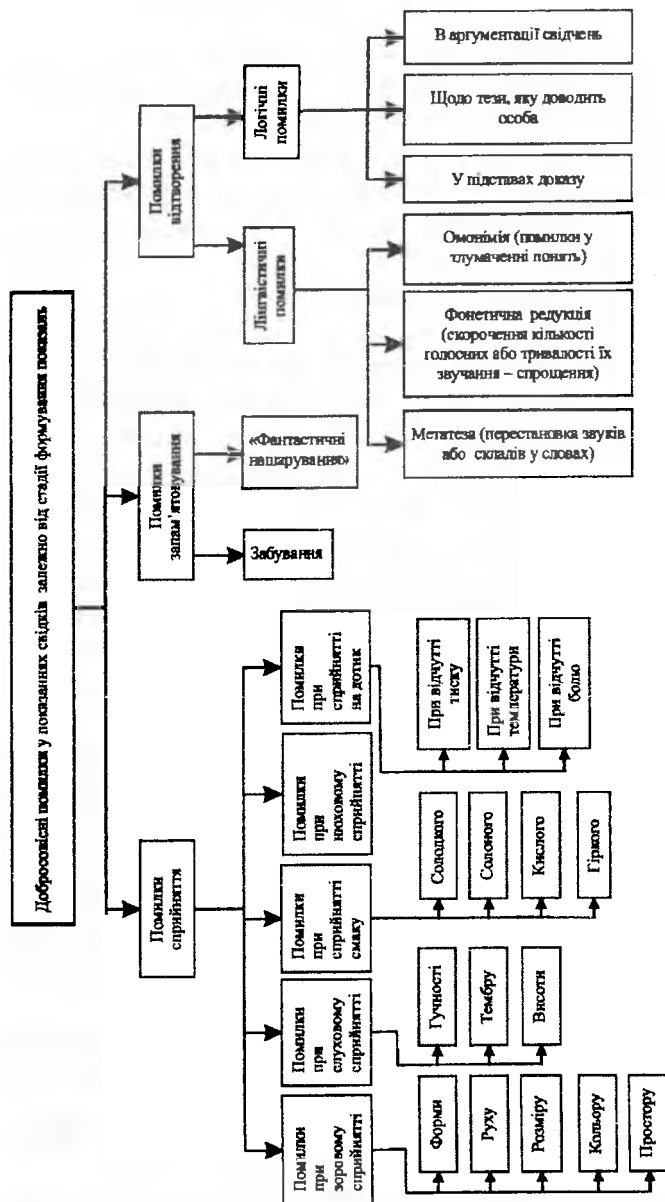 Добросовісні помилки у показаннях свідків залежно від стадії формування показань
Помилки
сприйняття
Помилки
запам’ятовування
Помилки
відтворення
Помилки
при
зоровому
сприйнятті
Помилки
при
слуховому
сприйнятті
Помилки
при
сприйнятті
смаку
Помилки
при
нюховому
сприйнятті
Помилки
при
сприйнятті
на дотик
Забування
«Фантастичні
нашарування»
Лінгвістичні
помилки
Логічні
помилки
Форми
Руху
Розміру
Кольору
Простору
Гучності
Тембру
Висоти
Солодкого
Солоного
Кислого
Гіркого
При відчутті
тиску
При відчутті
температури
При відчутті
болю
Метатеза (перестановка звуків
або складів у словах)
Фонетична редукція
(скорочення кількості
голосних або тривалості їх
звучання – спрощення)
Омонімія (помилки у
тлумаченні понять)
У підставах доказу
Щодо тези, яку доводить
особа
В аргументації свідчень